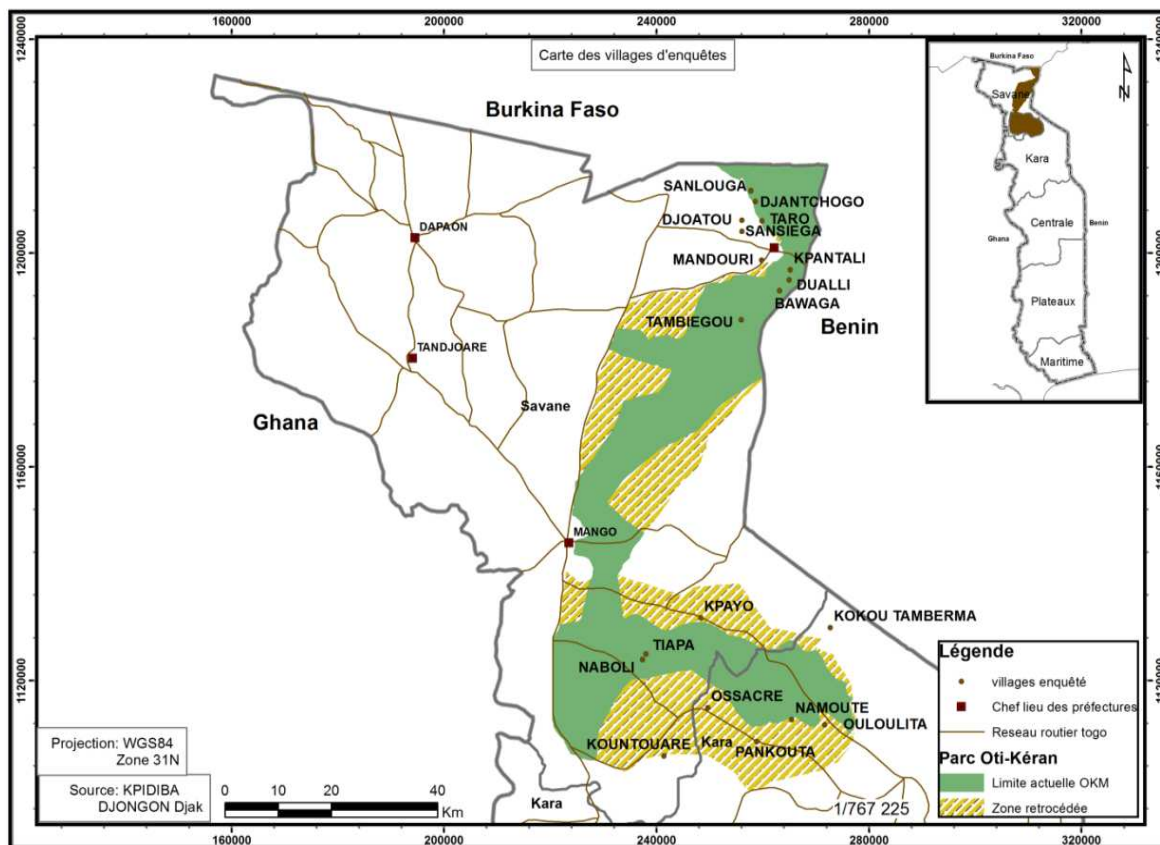 160000
200000
240000
280000
320000
Carte des villages d'enquêtes
1240000
1240000
Burkina Faso
Burkina Faso
Savane
Kara
Centrale
Ghana
Benin
Plateaux
Maritime
N
SANLOUGA
DJANTCHOGO
DJOATOU
TARO
SANSIEGA
DAPAON
1200000
MANDOURI
KPANTALI
DUALLI
BAWAGA
TAMBIEGOU
Benin
TANDJOARE
Savane
Ghana
1160000
MANGO
KPAYO
KOKOU TAMBERMA
TIAPA
NABOLI
1120000
OSSACRE
NAMOUTE
OULOULITA
KOUNTOUARE
Kara
PANKOUTA
Kara
Légende
villages enquêté
Chef lieu des préfectures
Reseau routier togo
Parc Oti-Kéran
Limite actuelle OKM
Zone retrocédée
Projection: WGS84
Zone 31N
Source: KPIDIBA
DJONGON Djak
0
10
20
40
Km
1/767 225
160000
200000
240000
280000
320000